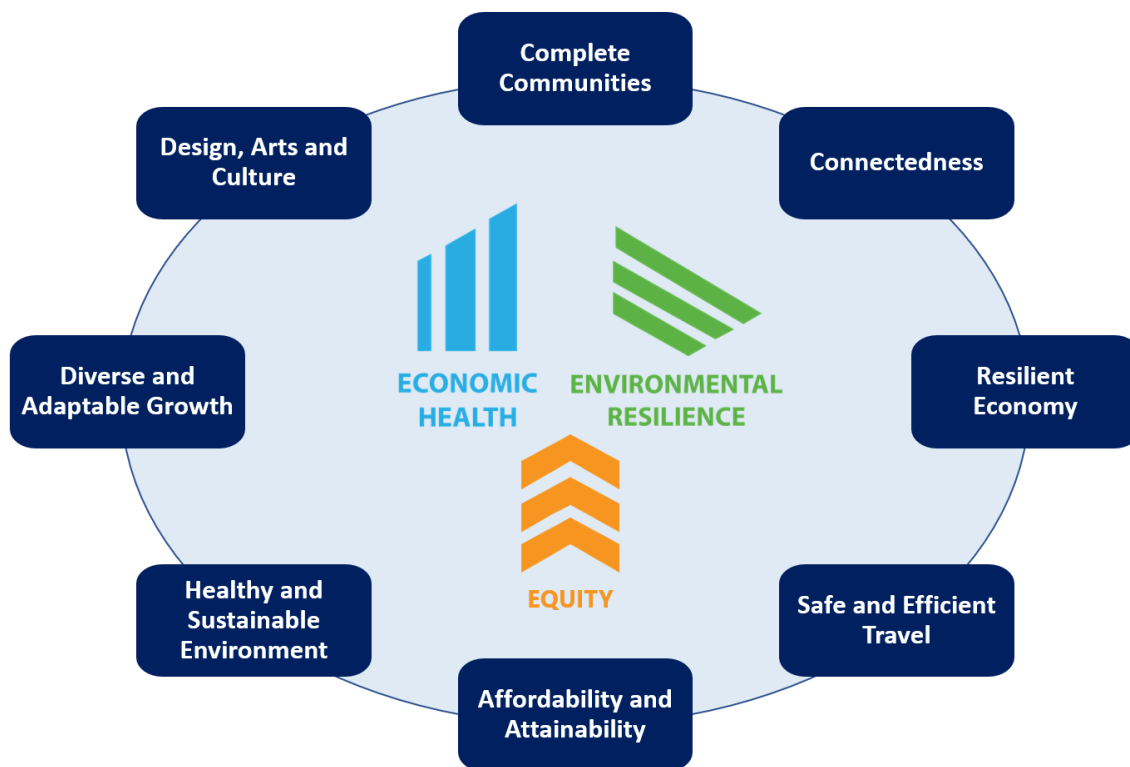 Complete
Communities
Design, Arts and
Culture
Connectedness
ECONOMIC
HEALTH
ENVIRONMENTAL
RESILIENCE
Diverse and
Adaptable Growth
Resilient
Economy
EQUITY
Healthy and
Sustainable
Environment
Safe and Efficient
Travel
Affordability and
Attainability